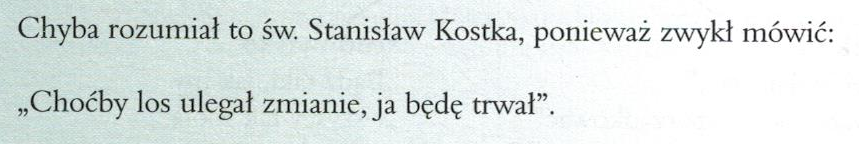 Chyba rozumiał to św. Stanisław Kostka, ponieważ zwykł mówić:
„Choćby los ulegał zmianie, ja będę trwał”.